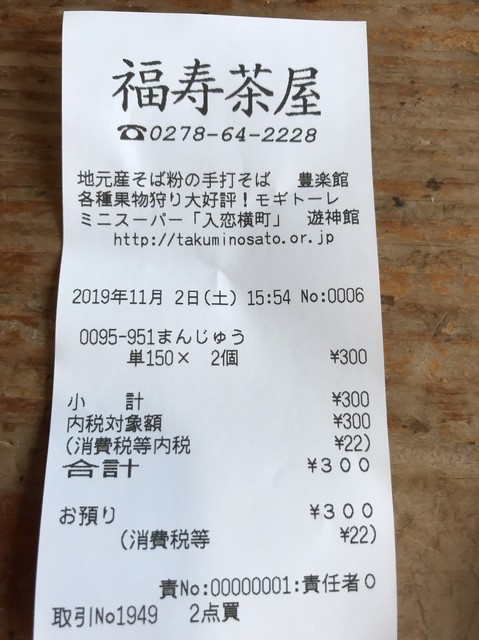 福寿茶屋
☎0278-64-2228
地元産そば粉の手打そば 豊楽館
各種果物狩り大好評！モギトーレ
ミニスーパー「入恋横町」 遊神館
http://takuminosato.or.jp
2019年11月 2日(土) 15:54 No:0006
0095-951まんじゅう
単150× 2個 ¥300
小 計 ¥300
内税対象額 ¥300
(消費税等内税 ¥22)
合計 ¥300
お預り ¥300
(消費税等 ¥22)
責No:00000001:責任者0
取引No1949 2点買